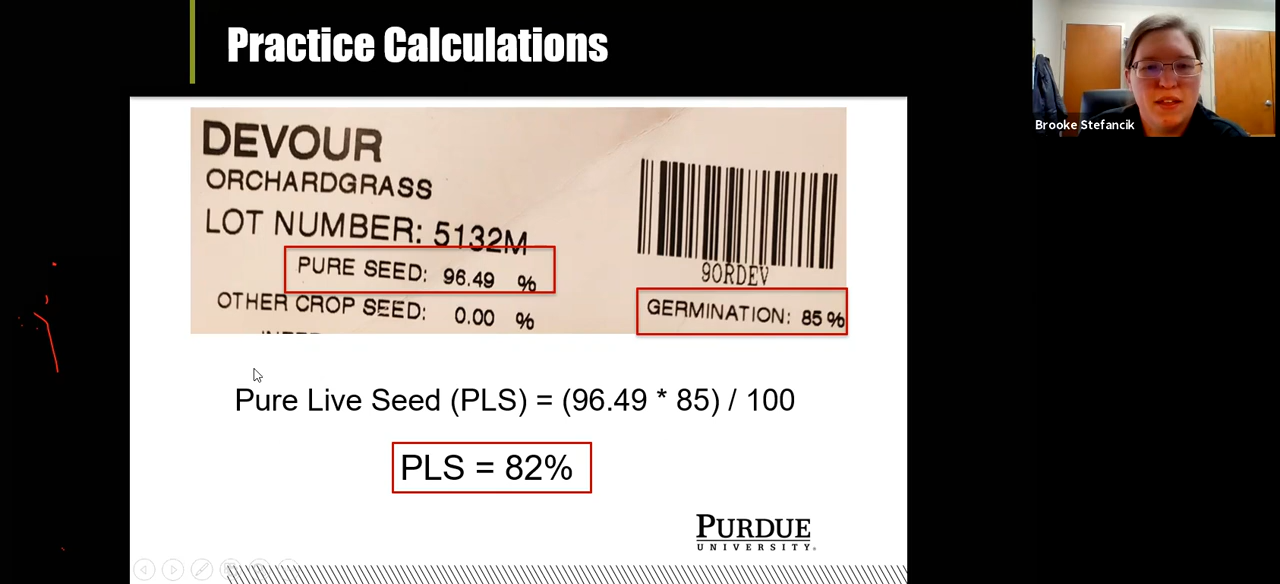 Practice Calculations
Brooke Stefancik
DEVOUR
ORCHARDGRASS
LOT NUMBER: 5132M
PURE SEED: 96.49 %
OTHER CROP SEED: 0.00 %
9ORDEV
GERMINATION: 85 %
Pure Live Seed (PLS) = (96.49 * 85) / 100
PLS = 82%
PURDUE
UNIVERSITY®